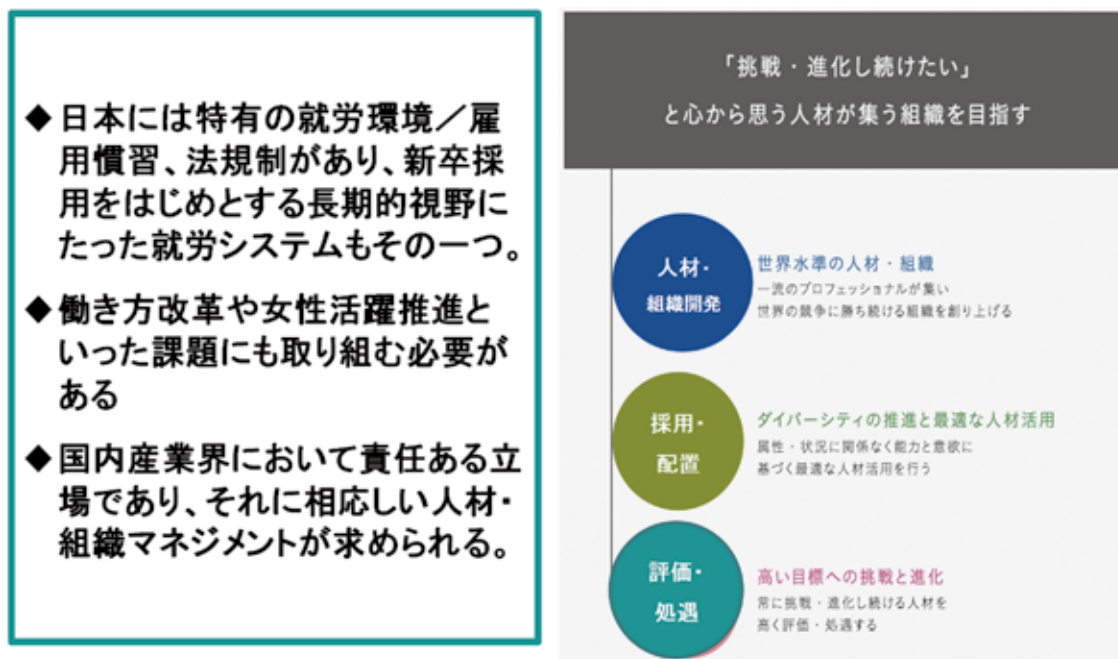 ◆日本には特有の就労環境／雇
用慣習、法規制があり、新卒採
用をはじめとする長期的視野に
たった就労システムもその一つ。
◆働き方改革や女性活躍推進と
いった課題にも取り組む必要が
ある
◆国内産業界において責任ある立
場であり、それに相応しい人材・
組織マネジメントが求められる。
「挑戦・進化し続けたい」
と心から思う人材が集う組織を目指す
人材・
組織開発
世界水準の人材・組織
一流のプロフェッショナルが集い
世界の競争に勝ち続ける組織を創り上げる
採用・
配置
ダイバーシティの推進と最適な人材活用
属性・状況に関係なく能力と意欲に
基づく最適な人材活用を行う
評価・
処遇
高い目標への挑戦と進化
常に挑戦・進化し続ける人材を
高く評価・処遇する